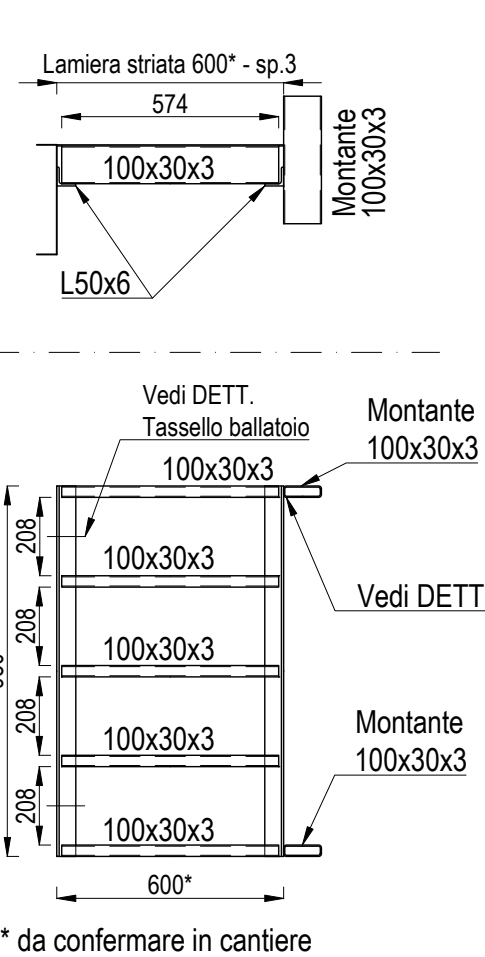 Lamiera striata 600* - sp.3
574
100x30x3
Montante
100x30x3
L50x6
Vedi DETT.
Tassello ballatoio
Montante
100x30x3
100x30x3
208
100x30x3
Vedi DETT
208
100x30x3
208
100x30x3
Montante
100x30x3
208
100x30x3
600*
* da confermare in cantiere